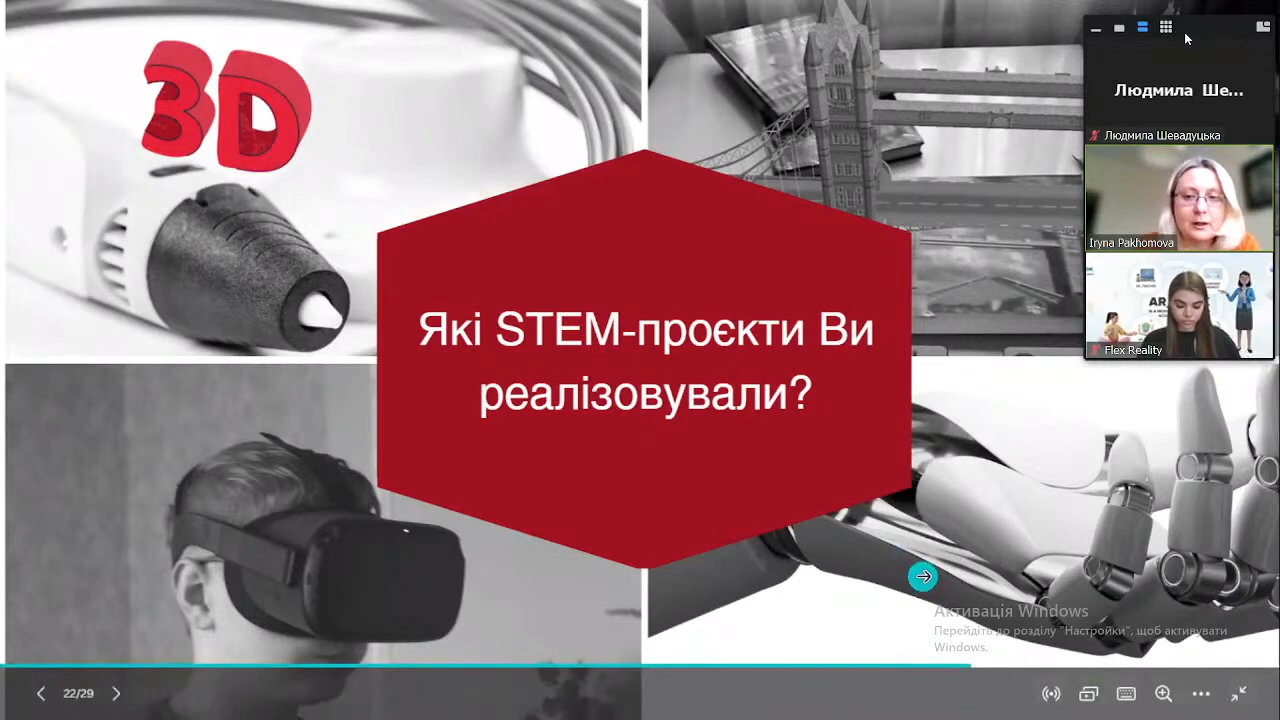 3D
Які STEM-проєкти Ви
реалізовували?
Людмила Ше...
Людмила Шевадуцька
Iryna Pakhomova
AR
Flex Reality
Активація Windows
Перейдіть до розділу "Настройки", щоб активувати
Windows.
22/29